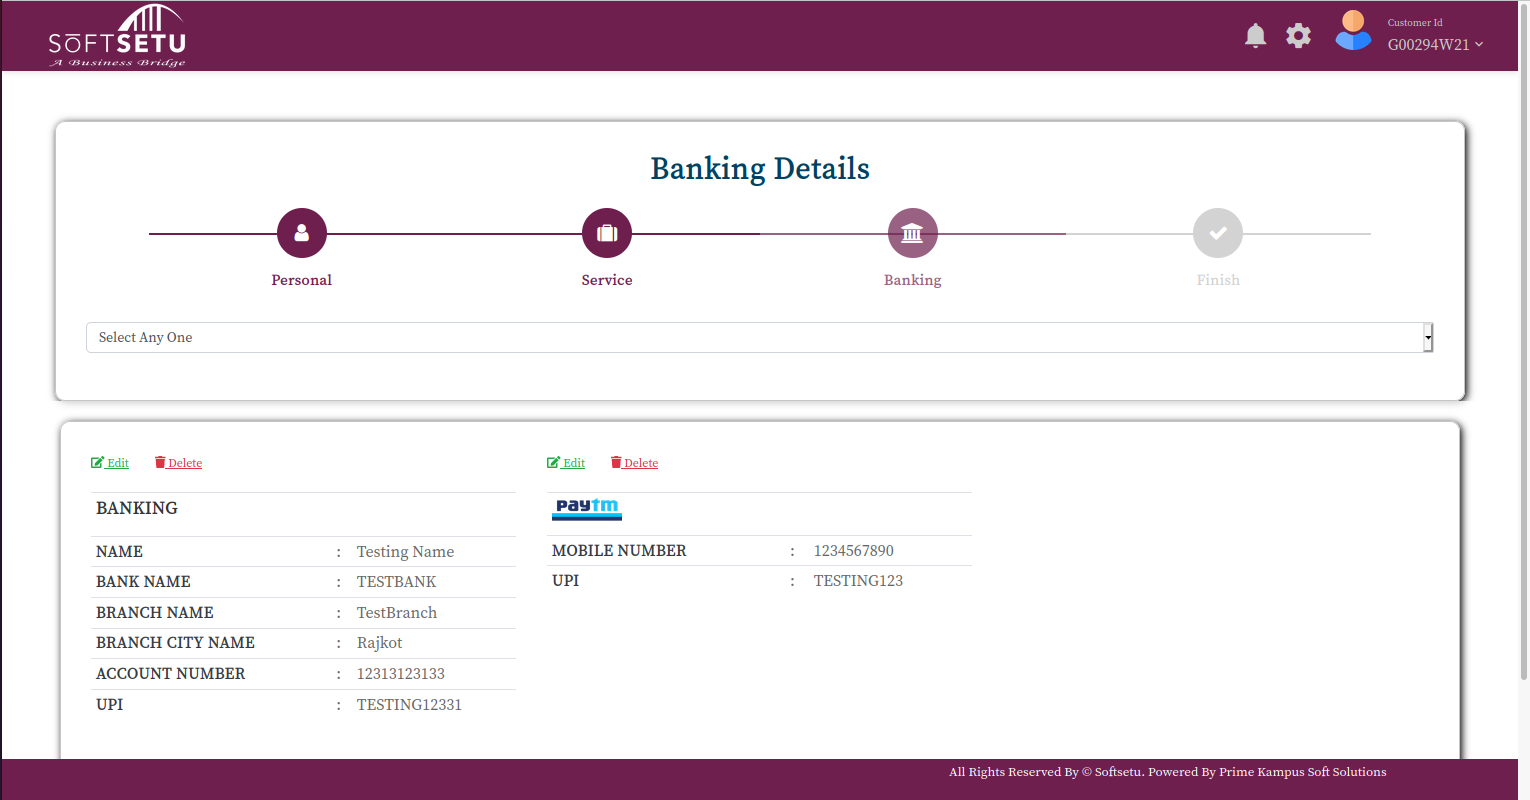 SOFTSETU
A Business Bridge
Customer Id
G00294W21
Banking Details
Personal
Service
Banking
Finish
Select Any One
Edit Delete
BANKING
NAME : Testing Name
BANK NAME : TESTBANK
BRANCH NAME : TestBranch
BRANCH CITY NAME : Rajkot
ACCOUNT NUMBER : 12313123133
UPI : TESTING12331
Edit Delete
paytm
MOBILE NUMBER : 1234567890
UPI : TESTING123
All Rights Reserved By © Softsetu. Powered By Prime Kampus Soft Solutions